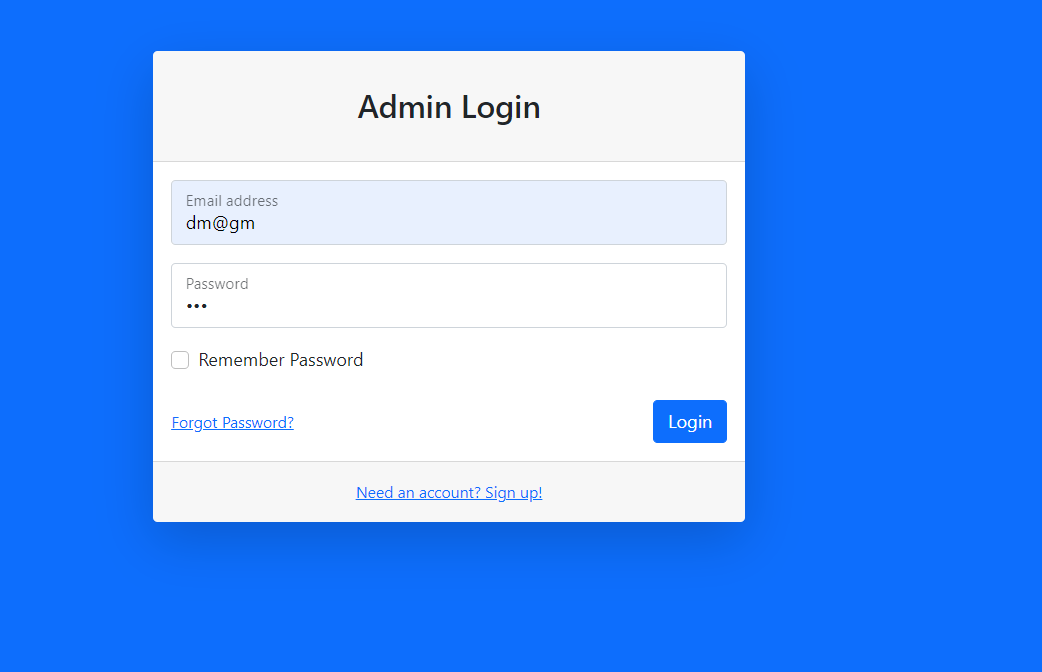 Admin Login
Email address
dm@gm
Password
•••
Remember Password
Forgot Password?
Login
Need an account? Sign up!